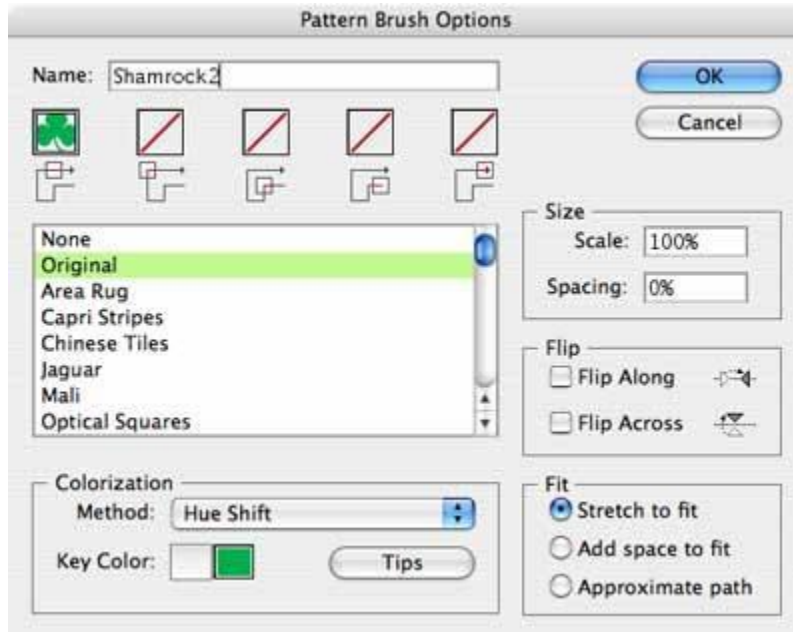 Pattern Brush Options
Name: Shamrock2
OK
Cancel
None
Original
Area Rug
Capri Stripes
Chinese Tiles
Jaguar
Mali
Optical Squares
Size
Scale: 100%
Spacing: 0%
Flip
Flip Along
Flip Across
Colorization
Method: Hue Shift
Key Color:
Tips
Fit
Stretch to fit
Add space to fit
Approximate path